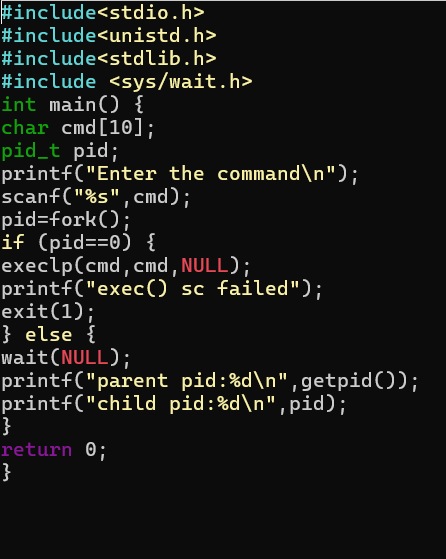 #include<stdio.h>
#include<unistd.h>
#include<stdlib.h>
#include <sys/wait.h>
int main() {
char cmd[10];
pid_t pid;
printf("Enter the command\n");
scanf("%s",cmd);
pid=fork();
if (pid==0) {
execlp(cmd,cmd,NULL);
printf("exec() sc failed");
exit(1);
} else {
wait(NULL);
printf("parent pid:%d\n",getpid());
printf("child pid:%d\n",pid);
}
return 0;
}